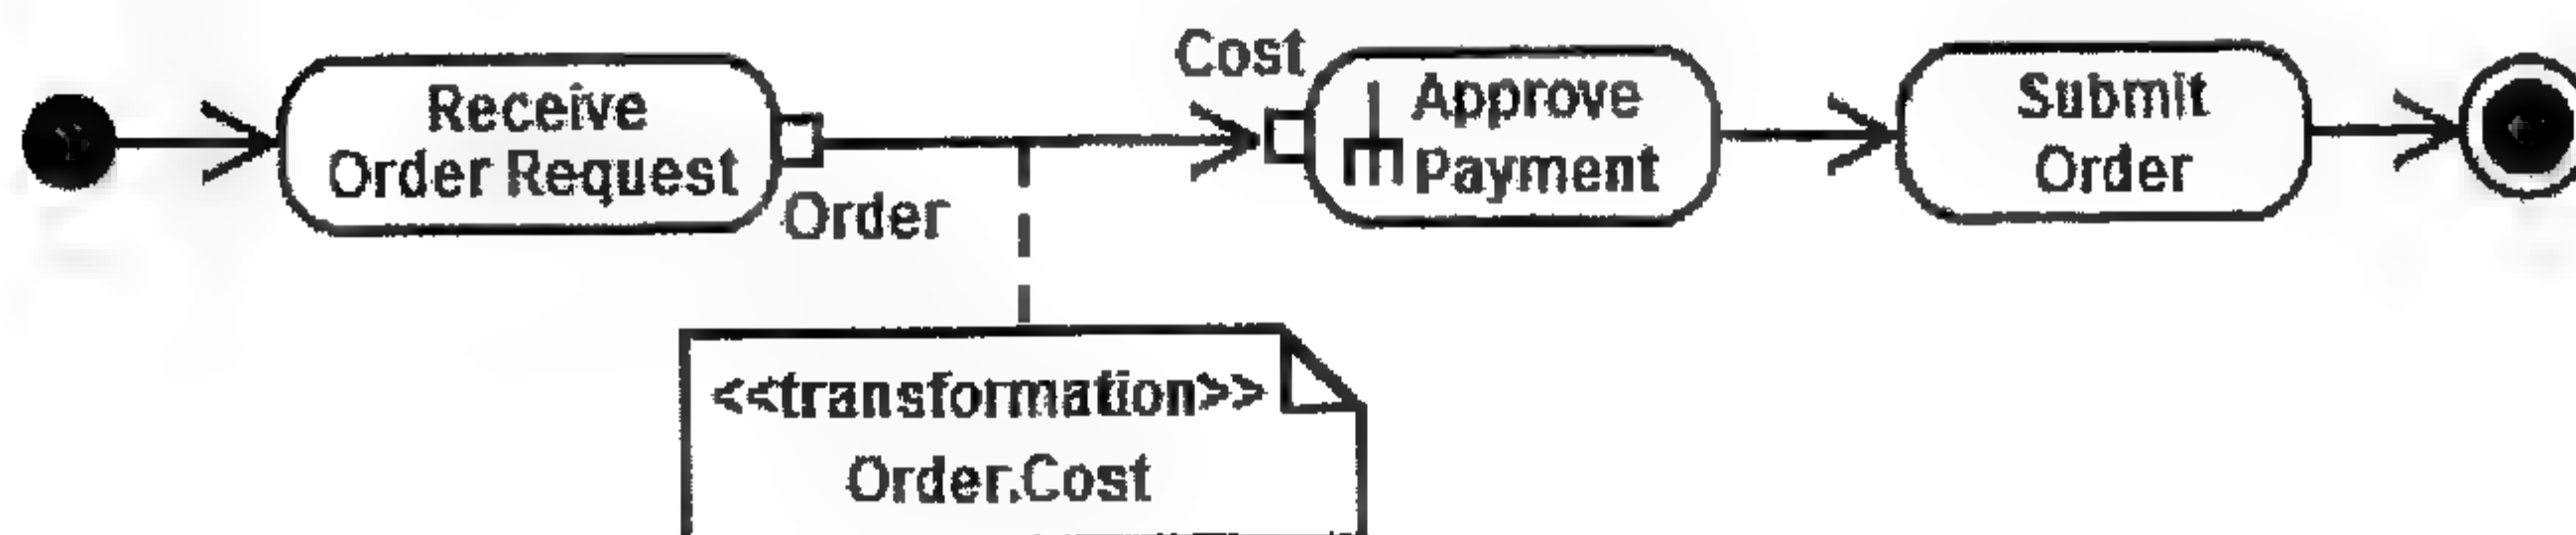 Receive
Order Request
Order
Cost
Approve
Payment
Submit
Order
<<transformation>>
Order.Cost